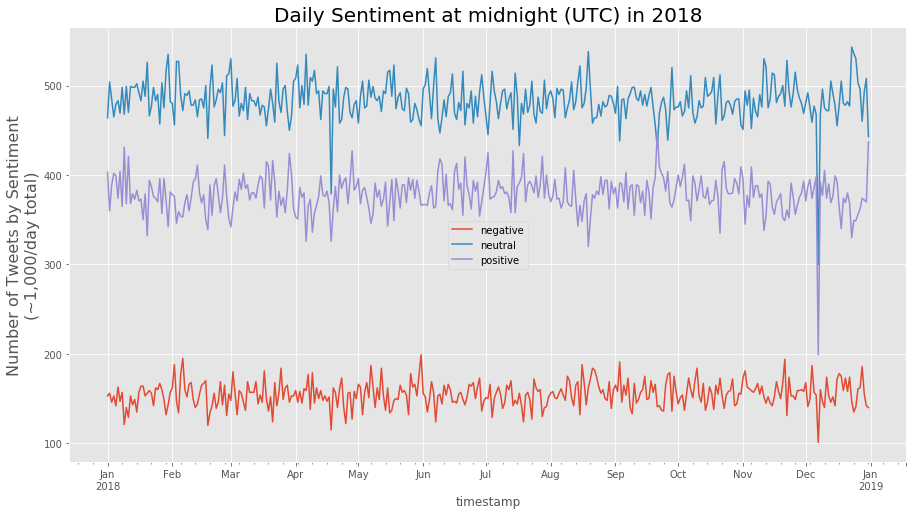 Daily Sentiment at midnight (UTC) in 2018
Number of Tweets by Sentiment
(~1,000/day total)
500
400
300
200
100
negative
neutral
positive
Jan Feb Mar Apr May Jun Jul Aug Sep Oct Nov Dec Jan
2018 2019
timestamp